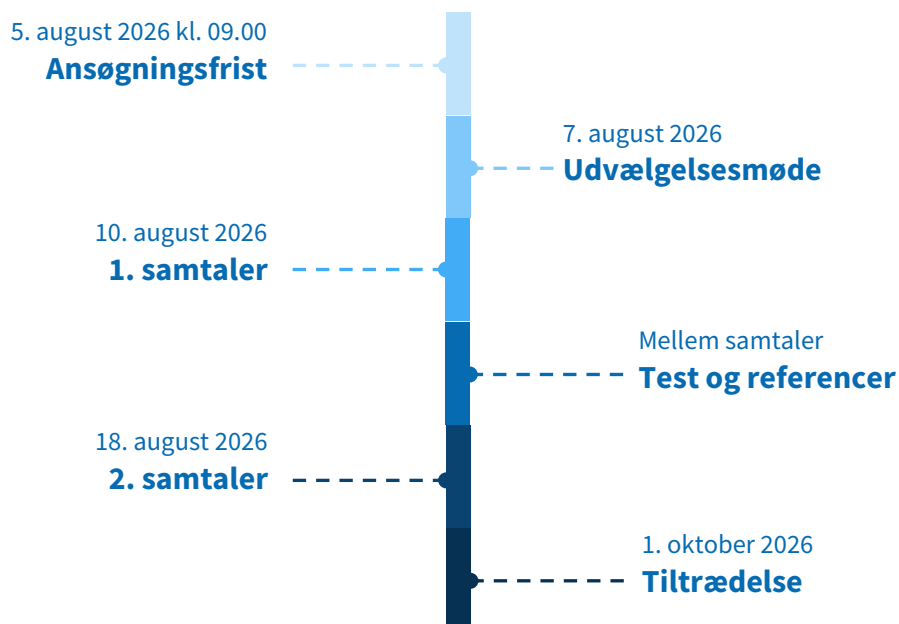 5. august 2026 kl. 09.00
Ansøgningsfrist
7. august 2026
Udvælgelsesmøde
10. august 2026
1. samtaler
Mellem samtaler
Test og referencer
18. august 2026
2. samtaler
1. oktober 2026
Tiltrædelse